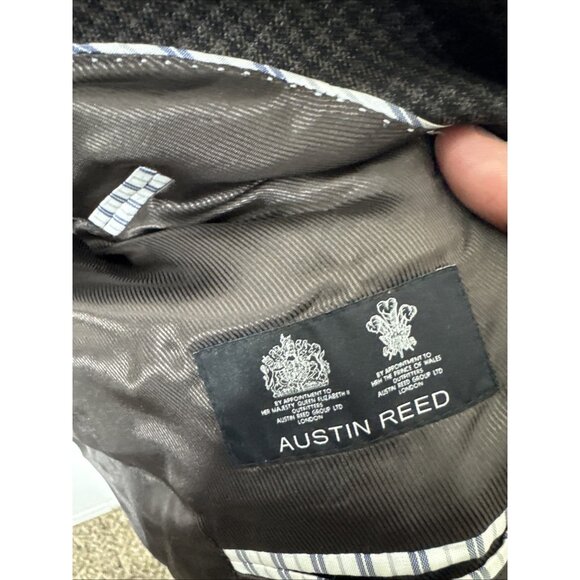 BY APPOINTMENT TO
HER MAJESTY QUEEN ELIZABETH II
OUTFITTERS
AUSTIN REED GROUP LTD
LONDON
BY APPOINTMENT TO
HRH THE PRINCE OF WALES
OUTFITTERS
AUSTIN REED GROUP LTD
LONDON
AUSTIN REED